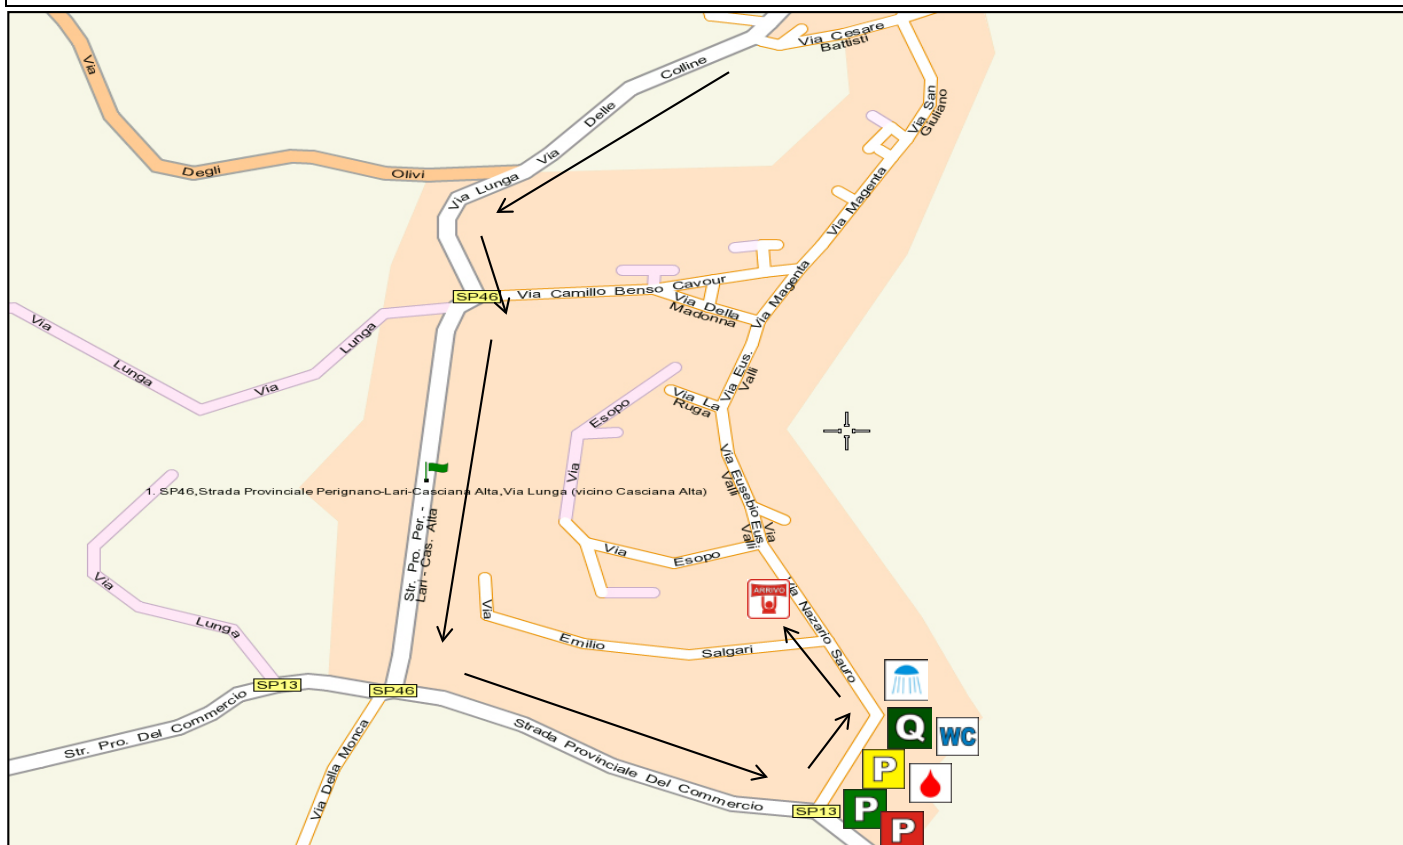 Via Cesare
Battisti
Via
Colline
Delle
Via San
Giuliano
Via
Degli
Olivi
Via Lunga
Via Magenta
SP46
Via Camillo Benso Cavour
Via Della
Madonna
Via Magenta
Via
Lunga
Via
Lunga
Via Eus.
Valli
Via La
Ruga
Esopo
Via
Via Eusebio
Valli
1. SP46,Strada Provinciale Perignano-Lari-Casciana Alta,Via Lunga (vicino Casciana Alta)
Str. Pro. Per. -
Lari - Cas. Alta
Via Eus.
Valli
Via
Esopo
Via
Lunga
ARRIVO
Via Nazario Sauro
Via
Emilio
Salgari
SP13
SP46
Str. Pro. Del Commercio
Via Della Monca
Strada Provinciale Del Commercio
Q
WC
P
SP13
P
P